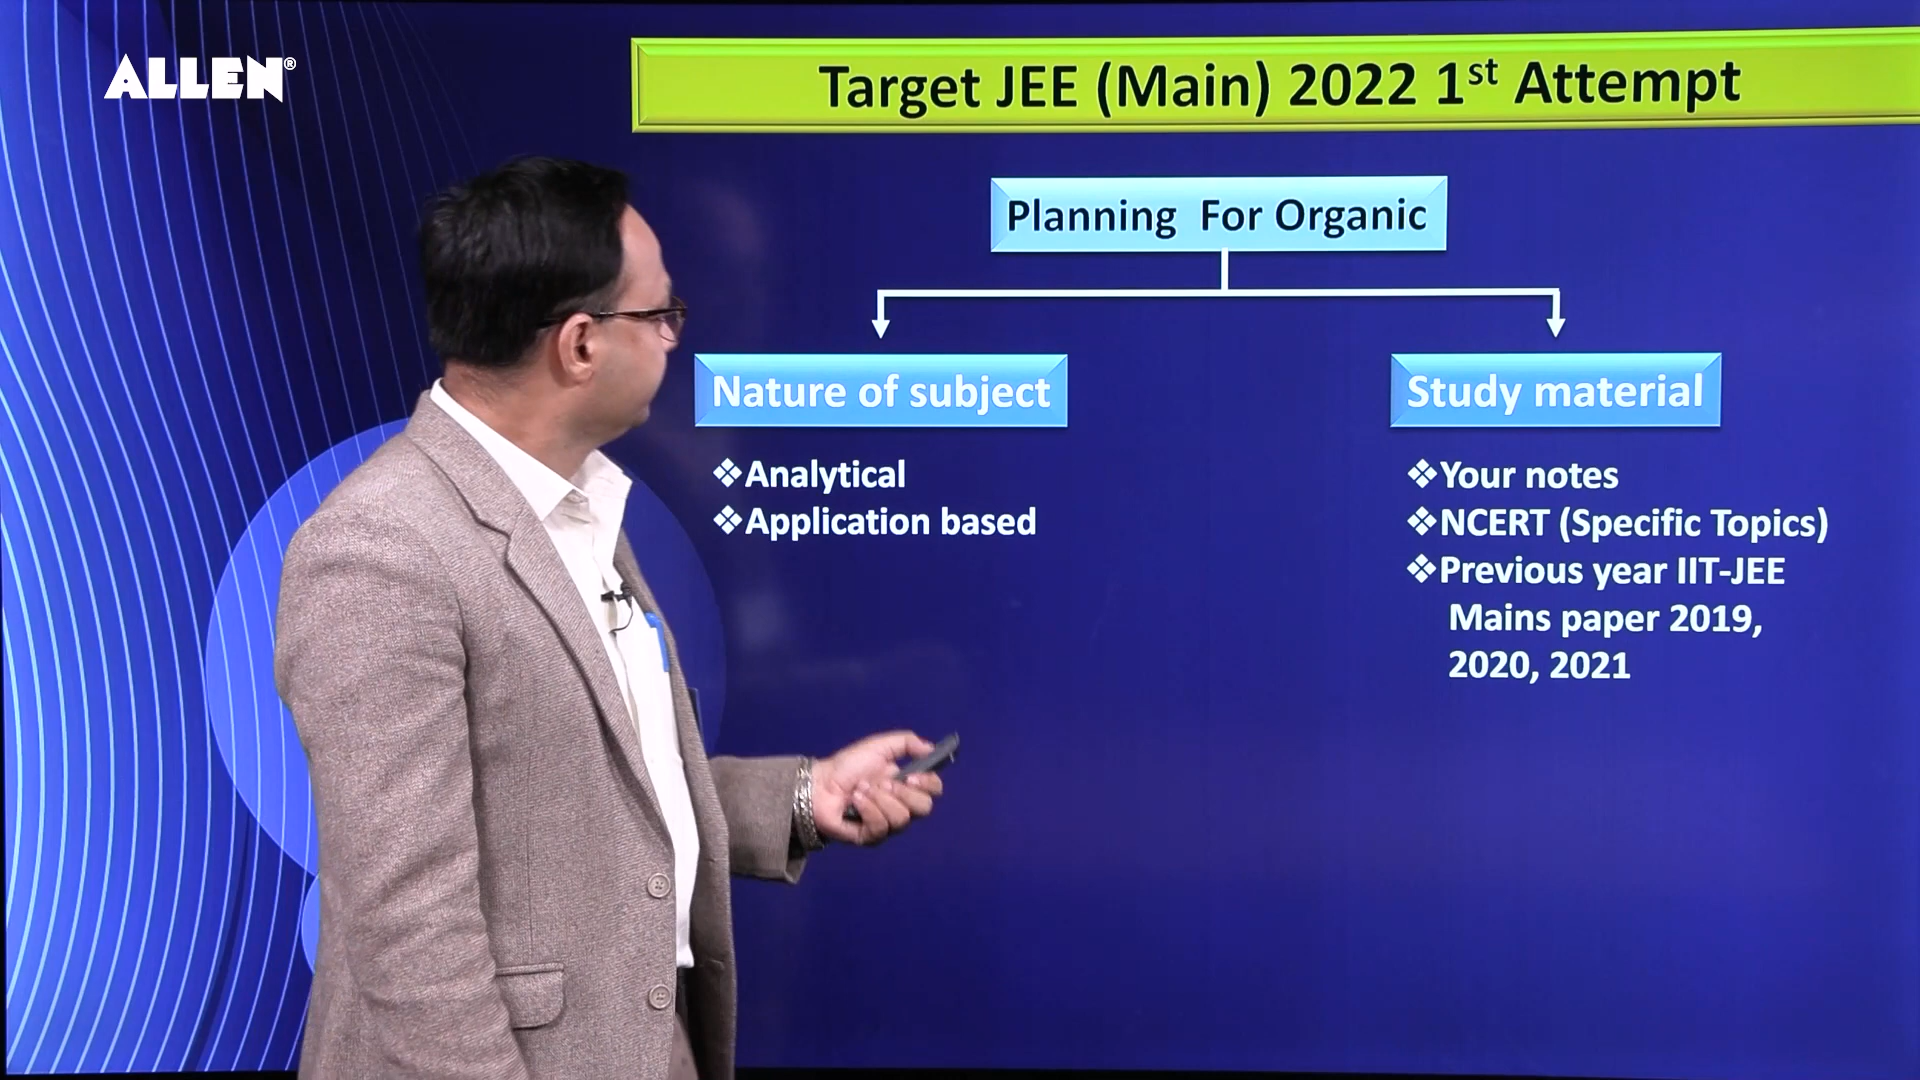 ALLEN®
Target JEE (Main) 2022 1st Attempt
Planning For Organic
Nature of subject
Study material
❖Analytical
❖Application based
❖Your notes
❖NCERT (Specific Topics)
❖Previous year IIT-JEE
Mains paper 2019,
2020, 2021